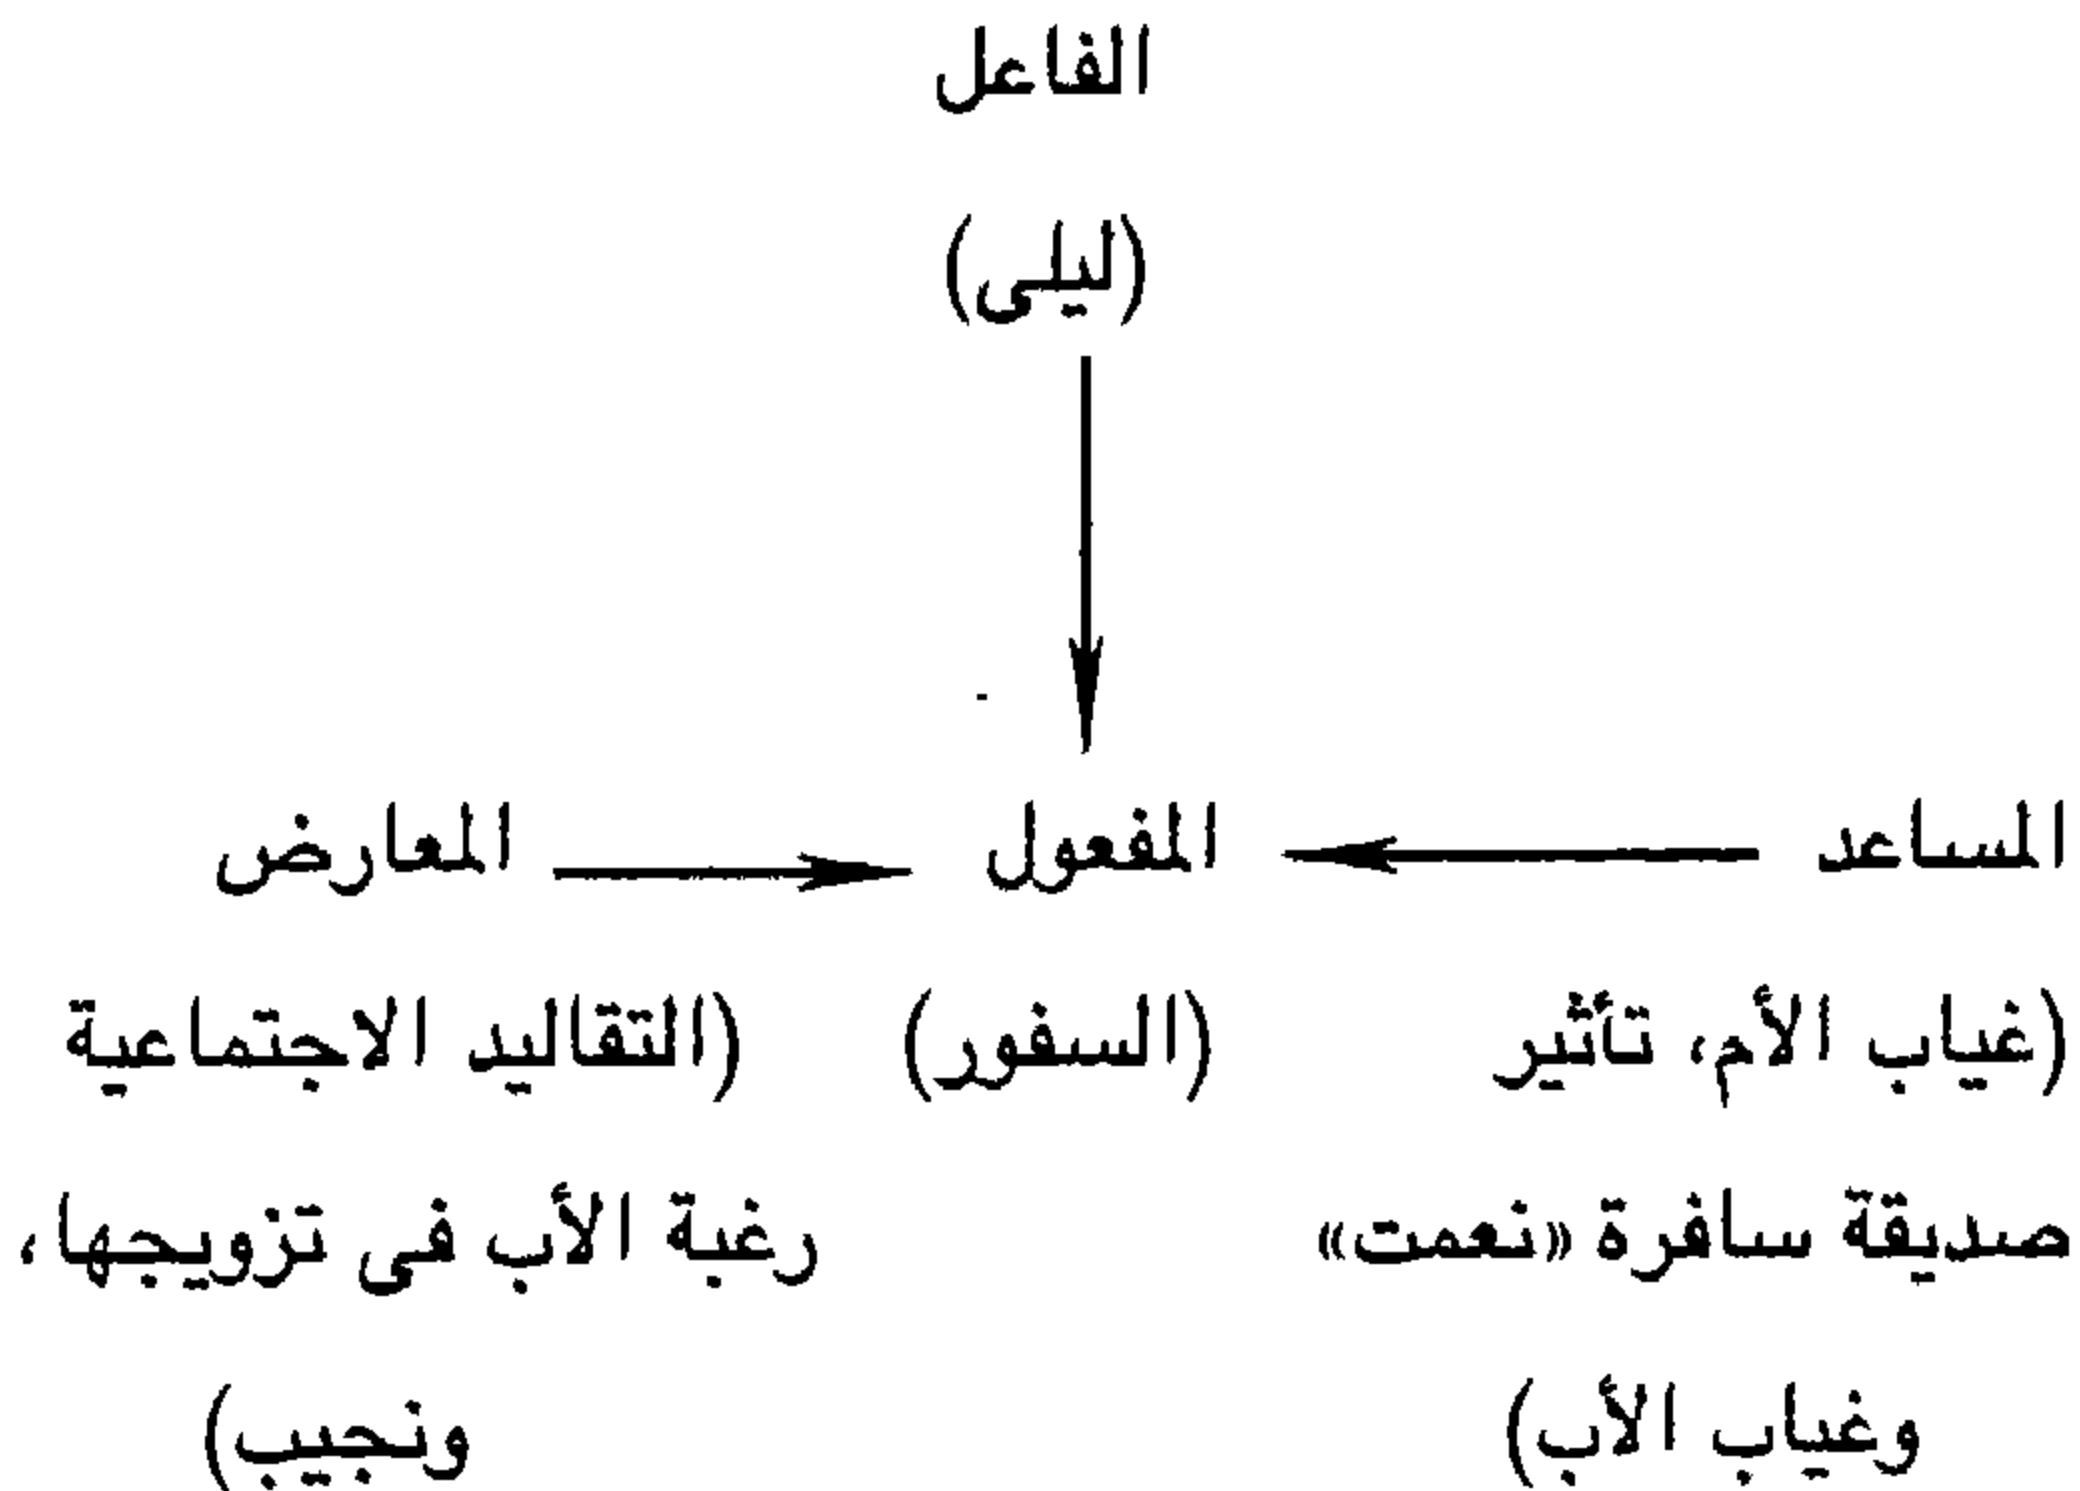 الفاعل
(ليلى)
المساعد المفعول المعارض
(غياب الأم، تأثير (السفور) (التقاليد الاجتماعية
صديقة سافرة «نعمت» رغبة الأب فى تزويجها،
وغياب الأب) ونجيب)